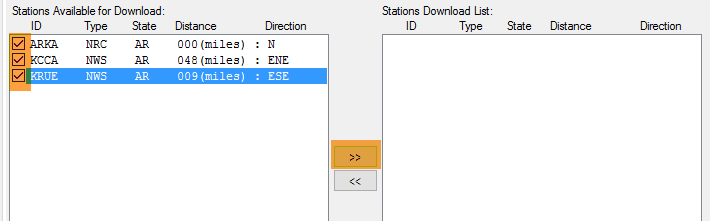 Stations Available for Download:
ID Type State Distance Direction
ARKA NRC AR 000(miles) : N
KCCA NWS AR 048(miles) : ENE
KRUE NWS AR 009(miles) : ESE
>>
<<
Stations Download List:
ID Type State Distance Direction